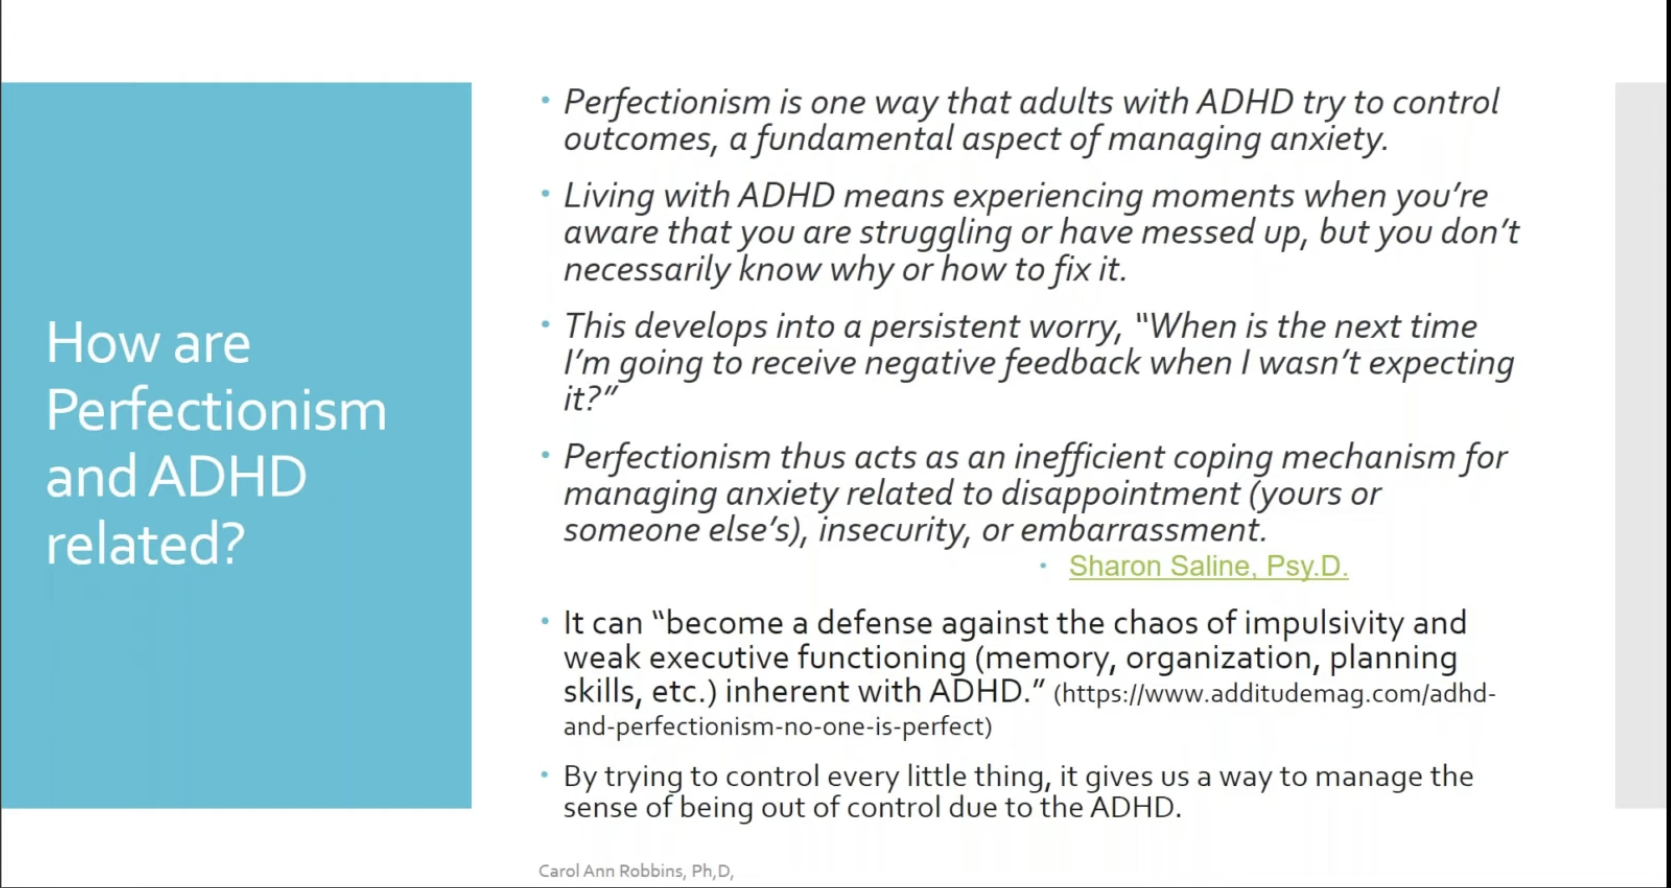 How are
Perfectionism
and ADHD
related?
• Perfectionism is one way that adults with ADHD try to control
outcomes, a fundamental aspect of managing anxiety.
• Living with ADHD means experiencing moments when you’re
aware that you are struggling or have messed up, but you don’t
necessarily know why or how to fix it.
• This develops into a persistent worry, “When is the next time
I’m going to receive negative feedback when I wasn’t expecting
it?”
• Perfectionism thus acts as an inefficient coping mechanism for
managing anxiety related to disappointment (yours or
someone else’s), insecurity, or embarrassment.
• Sharon Saline, Psy.D.
• It can “become a defense against the chaos of impulsivity and
weak executive functioning (memory, organization, planning
skills, etc.) inherent with ADHD.” (https://www.additudemag.com/adhd-
and-perfectionism-no-one-is-perfect)
• By trying to control every little thing, it gives us a way to manage the
sense of being out of control due to the ADHD.
Carol Ann Robbins, Ph,D,